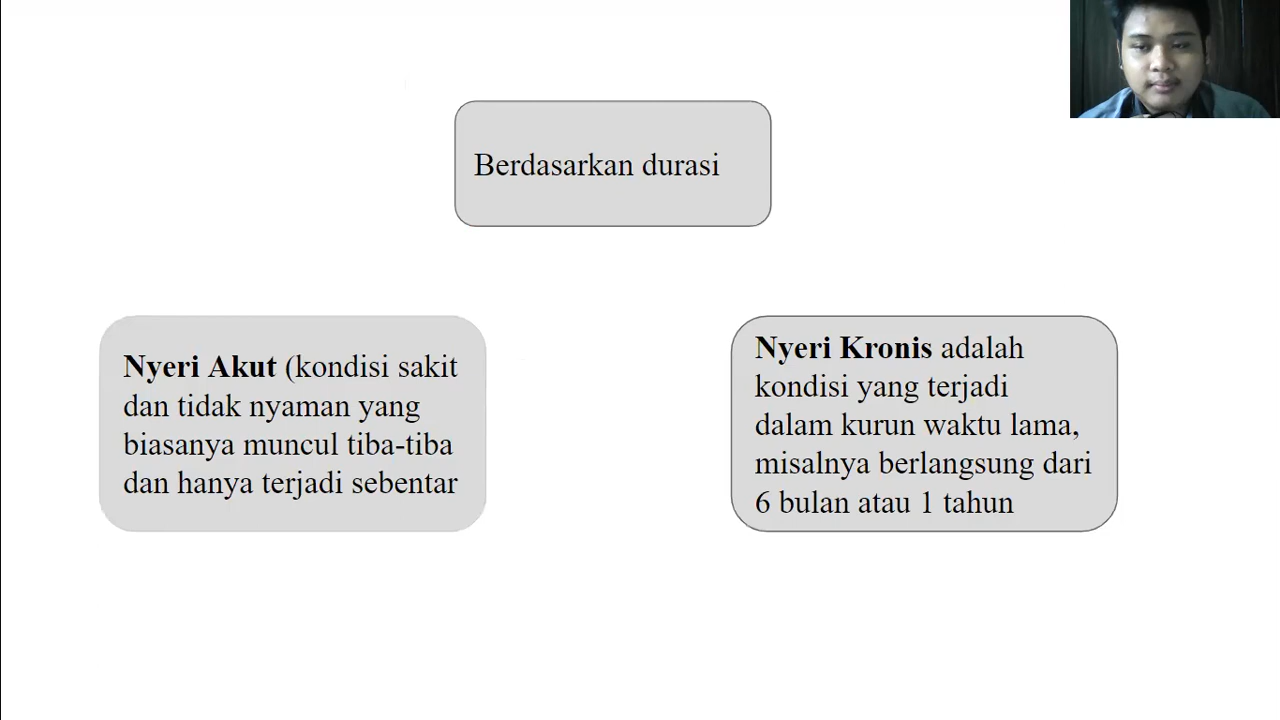 Berdasarkan durasi
Nyeri Akut (kondisi sakit
dan tidak nyaman yang
biasanya muncul tiba-tiba
dan hanya terjadi sebentar
Nyeri Kronis adalah
kondisi yang terjadi
dalam kurun waktu lama,
misalnya berlangsung dari
6 bulan atau 1 tahun